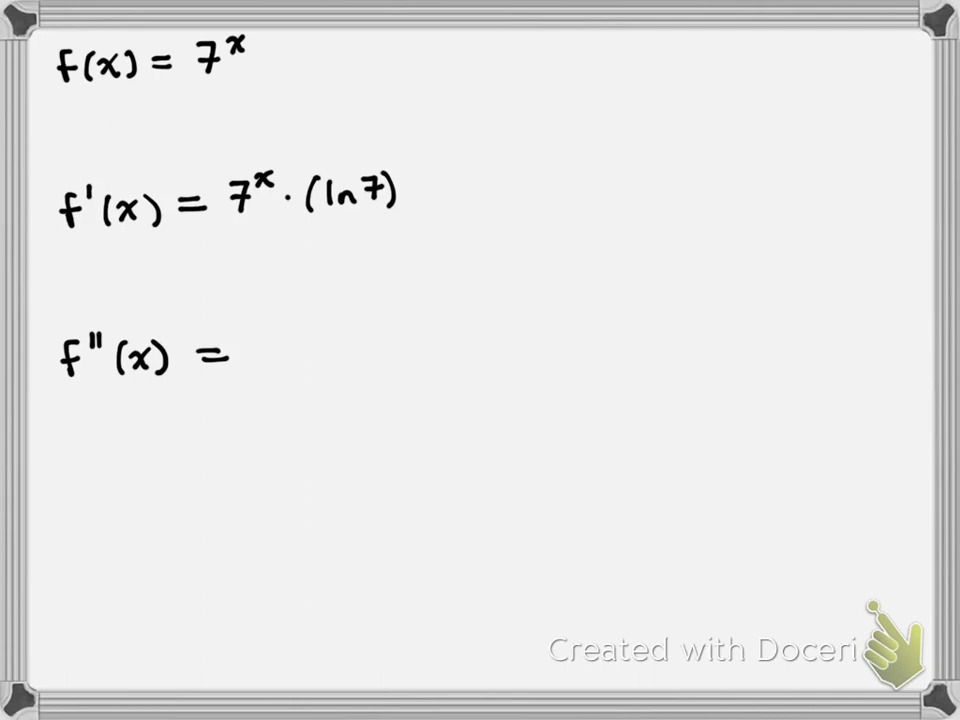 f(x) = 7^x
f'(x) = 7^x · (ln 7)
f"(x) =
Created with Doceri